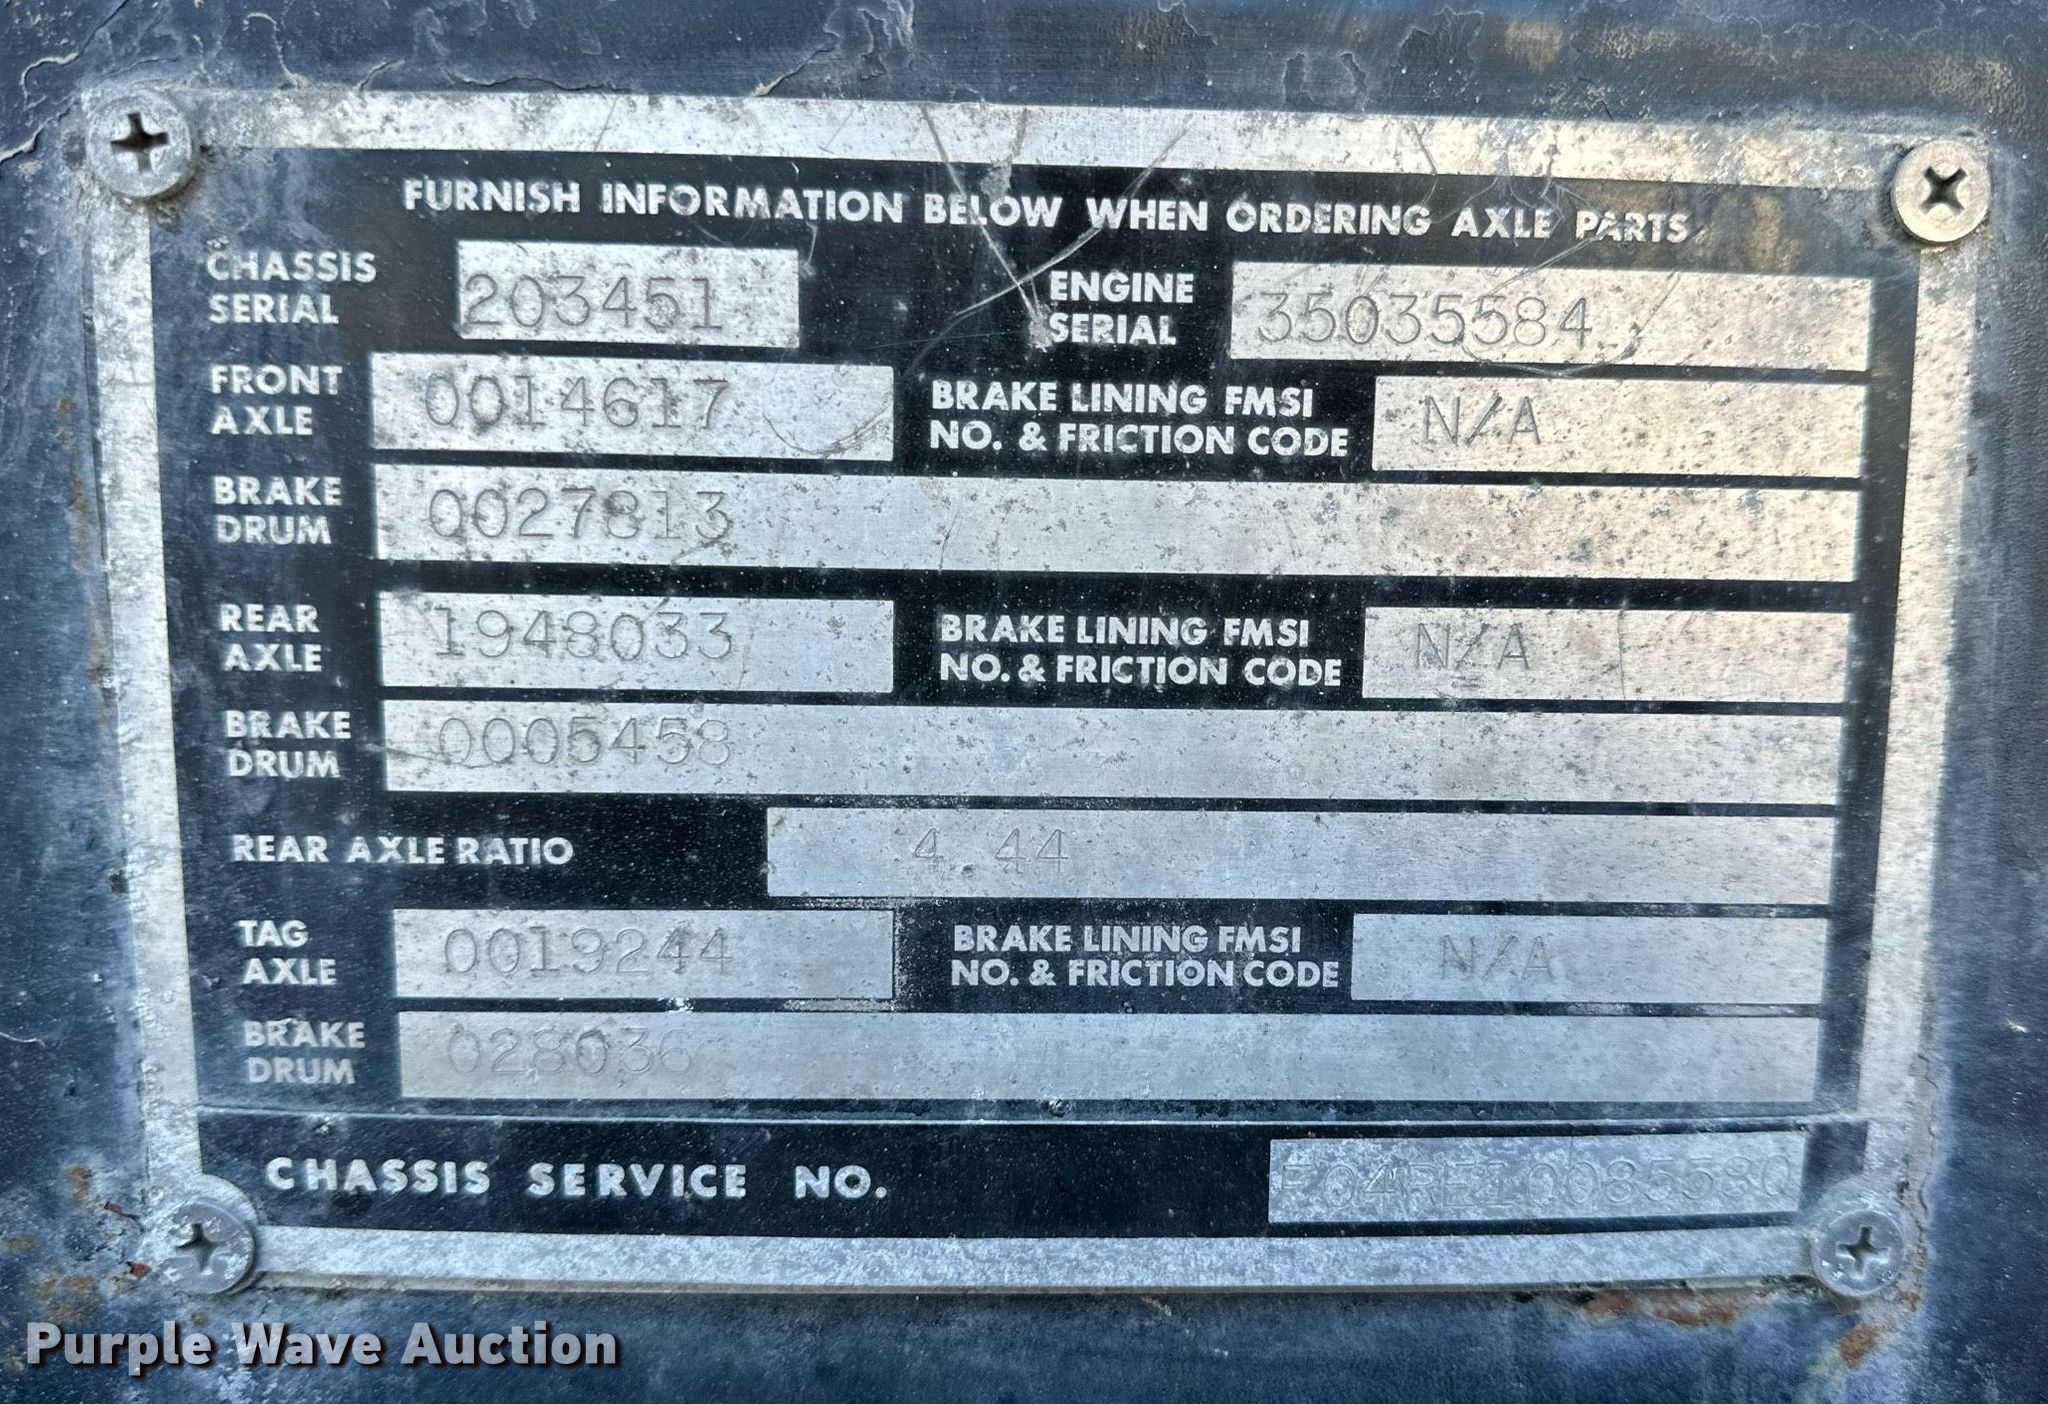 FURNISH INFORMATION BELOW WHEN ORDERING AXLE PARTS
CHASSIS SERIAL 203451 ENGINE SERIAL 35035584
FRONT AXLE 0014617 BRAKE LINING FMSI NO. & FRICTION CODE N/A
BRAKE DRUM 0027813
REAR AXLE 1948033 BRAKE LINING FMSI NO. & FRICTION CODE N/A
BRAKE DRUM 0005458
REAR AXLE RATIO 4.44
TAG AXLE 0019244 BRAKE LINING FMSI NO. & FRICTION CODE N/A
BRAKE DRUM 028036
CHASSIS SERVICE NO.
Purple Wave Auction